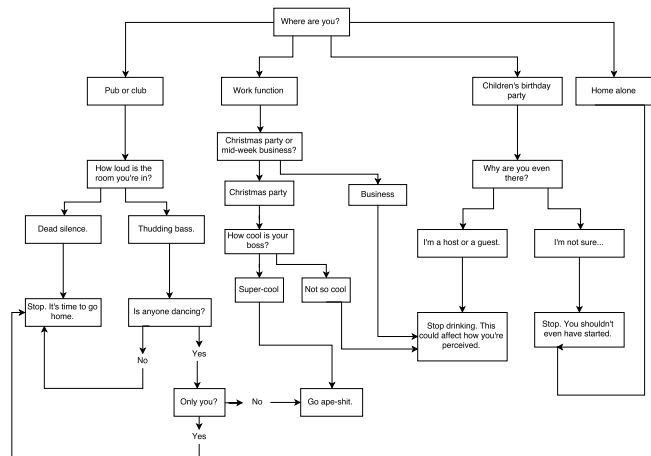 Where are you?
Pub or club
Work function
Children's birthday
party
Home alone
Christmas party or
mid-week business?
How loud is the
room you're in?
Christmas party
Business
Why are you even
there?
Dead silence.
Thudding bass.
How cool is your
boss?
I'm a host or a guest.
I'm not sure...
Super-cool
Not so cool
Stop. It's time to go
home.
Is anyone dancing?
Stop drinking. This
could affect how you're
perceived.
Stop. You shouldn't
even have started.
No
Yes
Only you?
No
Go ape-shit.
Yes